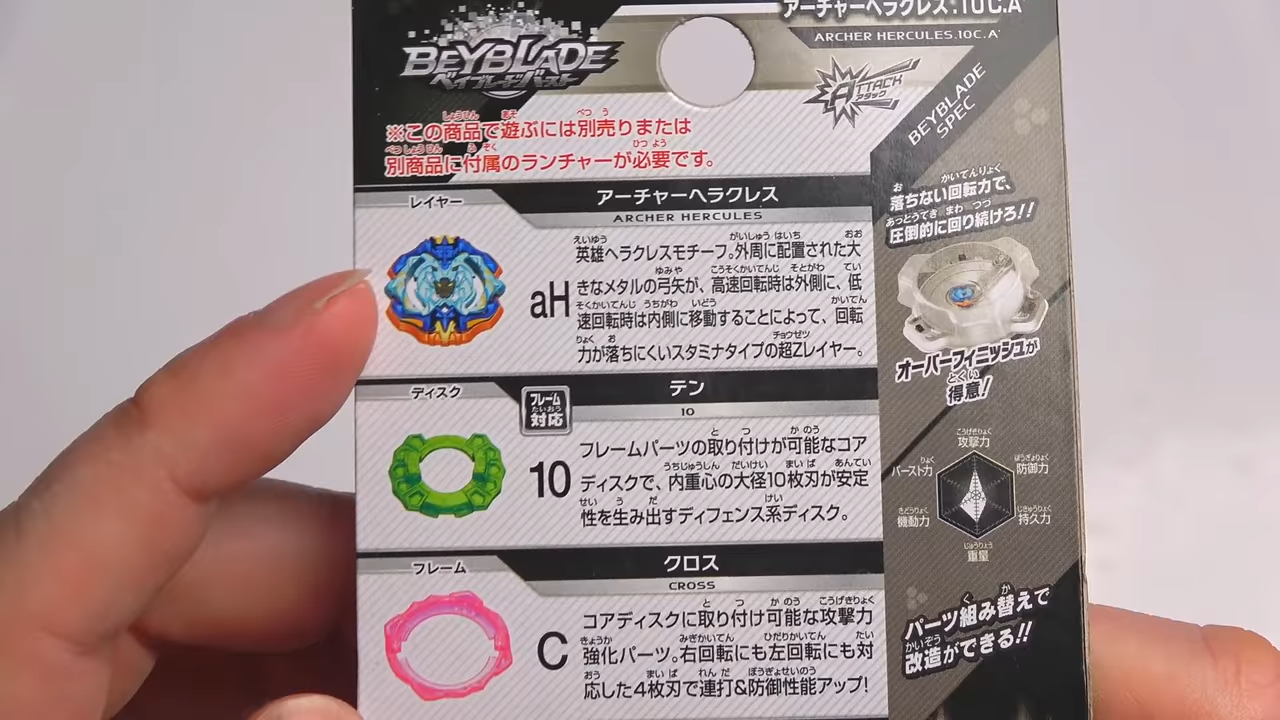 BEYBLADE
ベイブレードバースト
アーチャーヘラクレス.10C.A'
ARCHER HERCULES.10C.A'
ATTACK
アタック
BEYBLADE
SPEC
※この商品で遊ぶには別売りまたは
別商品に付属のランチャーが必要です。
レイヤー
アーチャーヘラクレス
ARCHER HERCULES
aH
英雄ヘラクレスモチーフ。外周に配置された大
きなメタルの弓矢が、高速回転時は外側に、低
速回転時は内側に移動することによって、回転
力が落ちにくいスタミナタイプの超Zレイヤー。
ディスク
フレーム
対応
テン
10
10
フレームパーツの取り付けが可能なコア
ディスクで、内重心の大径10枚刃が安定
性を生み出すディフェンス系ディスク。
フレーム
クロス
CROSS
C
コアディスクに取り付け可能な攻撃力
強化パーツ。右回転にも左回転にも対
応した4枚刃で連打&防御性能アップ!
落ちない回転力で、
圧倒的に回り続けろ!!
オーバーフィニッシュが
得意!
攻撃力
防御力
持久力
重量
機動力
バースト力
パーツ組み替えで
改造ができる!!